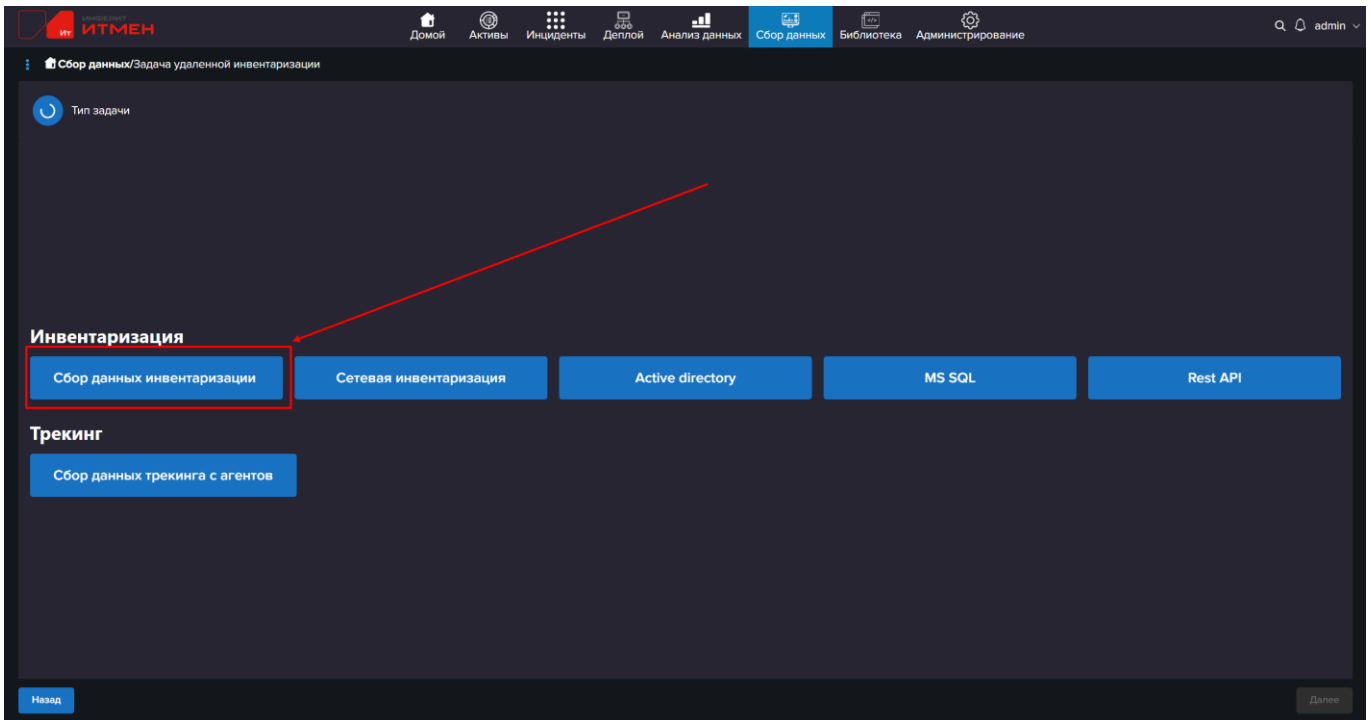 ИНФЕРИТ
ИТ ИТМЕН
Домой Активы Инциденты Деплой Анализ данных Сбор данных Библиотека Администрирование admin
Сбор данных/Задача удаленной инвентаризации
Тип задачи
Инвентаризация
Сбор данных инвентаризации Сетевая инвентаризация Active directory MS SQL Rest API
Трекинг
Сбор данных трекинга с агентов
Назад Далее